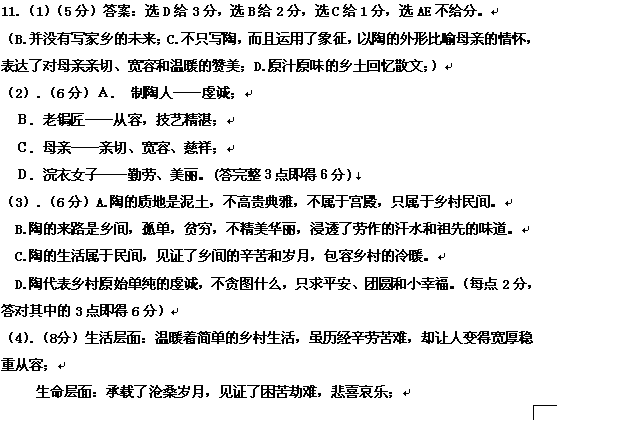 11.（1）（5分）答案：选D给3分，选B给2分，选C给1分，选AE不给分。
（B.并没有写家乡的未来；C.不只写陶，而且运用了象征，以陶的外形比喻母亲的情怀，
表达了对母亲亲切、宽容和温暖的赞美；D.原汁原味的乡土回忆散文；）
（2）.（6分）A． 制陶人——虔诚；
B．老锔匠——从容，技艺精湛；
C．母亲——亲切、宽容、慈祥；
D．浣衣女子——勤劳、美丽。（答完整3点即得6分）
（3）.（6分）A.陶的质地是泥土，不高贵典雅，不属于宫殿，只属于乡村民间。
B.陶的来路是乡间，孤单，贫穷，不精美华丽，浸透了劳作的汗水和祖先的味道。
C.陶的生活属于民间，见证了乡间的辛苦和岁月，包容乡村的冷暖。
D.陶代表乡村原始单纯的虔诚，不贪图什么，只求平安、团圆和小幸福。（每点2分，
答对其中的3点即得6分）
（4）.（8分）生活层面：温暖着简单的乡村生活，虽历经辛劳苦难，却让人变得宽厚稳
重从容；
生命层面：承载了沧桑岁月，见证了困苦劫难，悲喜哀乐；